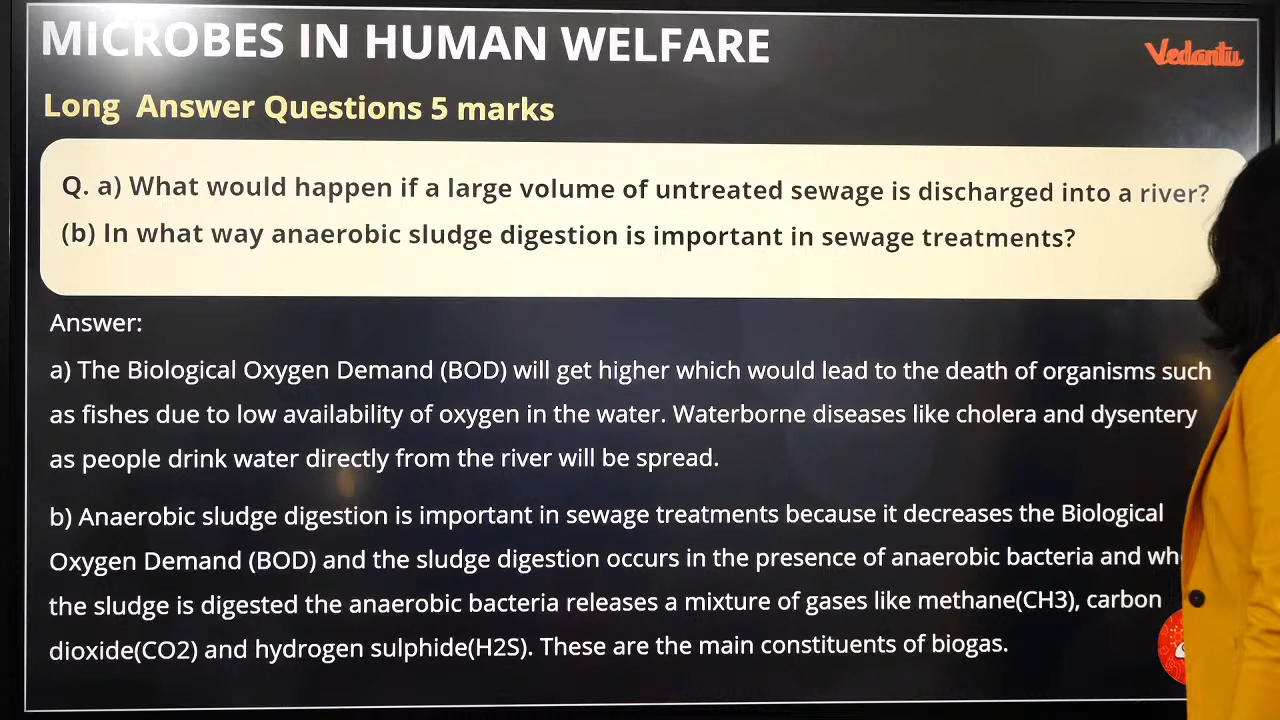 MICROBES IN HUMAN WELFARE
Vedantu
Long Answer Questions 5 marks
Q. a) What would happen if a large volume of untreated sewage is discharged into a river?
(b) In what way anaerobic sludge digestion is important in sewage treatments?
Answer:
a) The Biological Oxygen Demand (BOD) will get higher which would lead to the death of organisms such
as fishes due to low availability of oxygen in the water. Waterborne diseases like cholera and dysentery
as people drink water directly from the river will be spread.
b) Anaerobic sludge digestion is important in sewage treatments because it decreases the Biological
Oxygen Demand (BOD) and the sludge digestion occurs in the presence of anaerobic bacteria and
the sludge is digested the anaerobic bacteria releases a mixture of gases like methane(CH3), carbon
dioxide(CO2) and hydrogen sulphide(H2S). These are the main constituents of biogas.